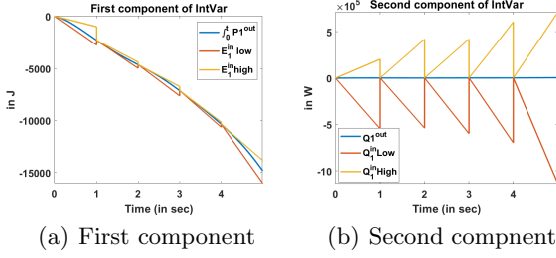 First component of IntVar
0
-5000
-10000
-15000
in J
∫₀ᵗ P1ᵒᵘᵗ
E₁ⁱⁿ low
E₁ⁱⁿ high
0 1 2 3 4
Time (in sec)
(a) First component
Second component of IntVar
×10⁵
5
0
-5
-10
in W
Q1ᵒᵘᵗ
Q₁ⁱⁿLow
Q₁ⁱⁿHigh
0 1 2 3 4
Time (in sec)
(b) Second compnent